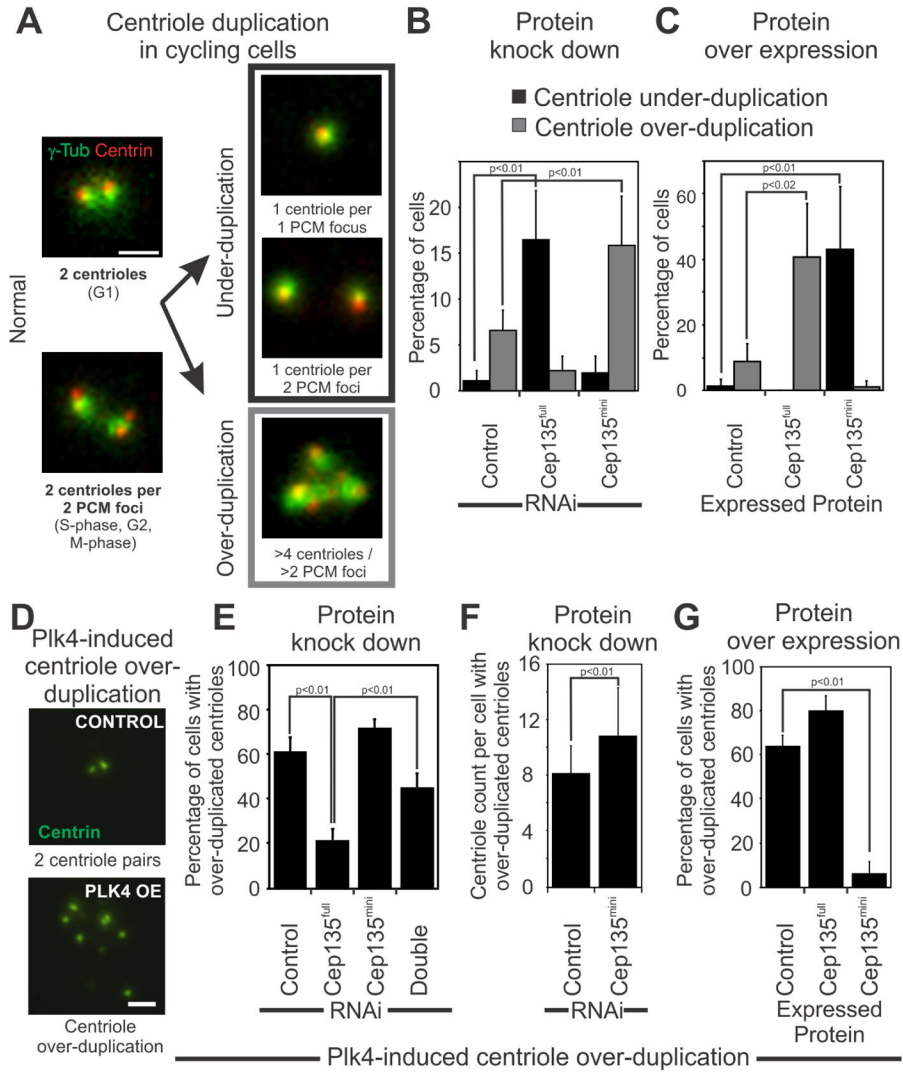 A
Centriole duplication
in cycling cells
Normal
γ-Tub Centrin
2 centrioles
(G1)
2 centrioles per
2 PCM foci
(S-phase, G2,
M-phase)
Under-duplication
1 centriole per
1 PCM focus
1 centriole per
2 PCM foci
Over-duplication
>4 centrioles /
>2 PCM foci
B
Protein
knock down
C
Protein
over expression
Centriole under-duplication
Centriole over-duplication
Percentage of cells
20
15
10
5
0
p<0.01
p<0.01
Control
Cep135full
Cep135mini
RNAi
Percentage of cells
60
40
20
0
p<0.01
p<0.02
Control
Cep135full
Cep135mini
Expressed Protein
D
Plk4-induced
centriole over-
duplication
CONTROL
Centrin
2 centriole pairs
PLK4 OE
Centriole
over-duplication
E
Protein
knock down
Percentage of cells with
over-duplicated centrioles
100
80
60
40
20
0
p<0.01
p<0.01
Control
Cep135full
Cep135mini
Double
RNAi
F
Protein
knock down
Centriole count per cell with
over-duplicated centrioles
16
12
8
4
0
p<0.01
Control
Cep135mini
RNAi
G
Protein
over expression
Percentage of cells with
over-duplicated centrioles
100
80
60
40
20
0
p<0.01
Control
Cep135full
Cep135mini
Expressed
Protein
Plk4-induced centriole over-duplication